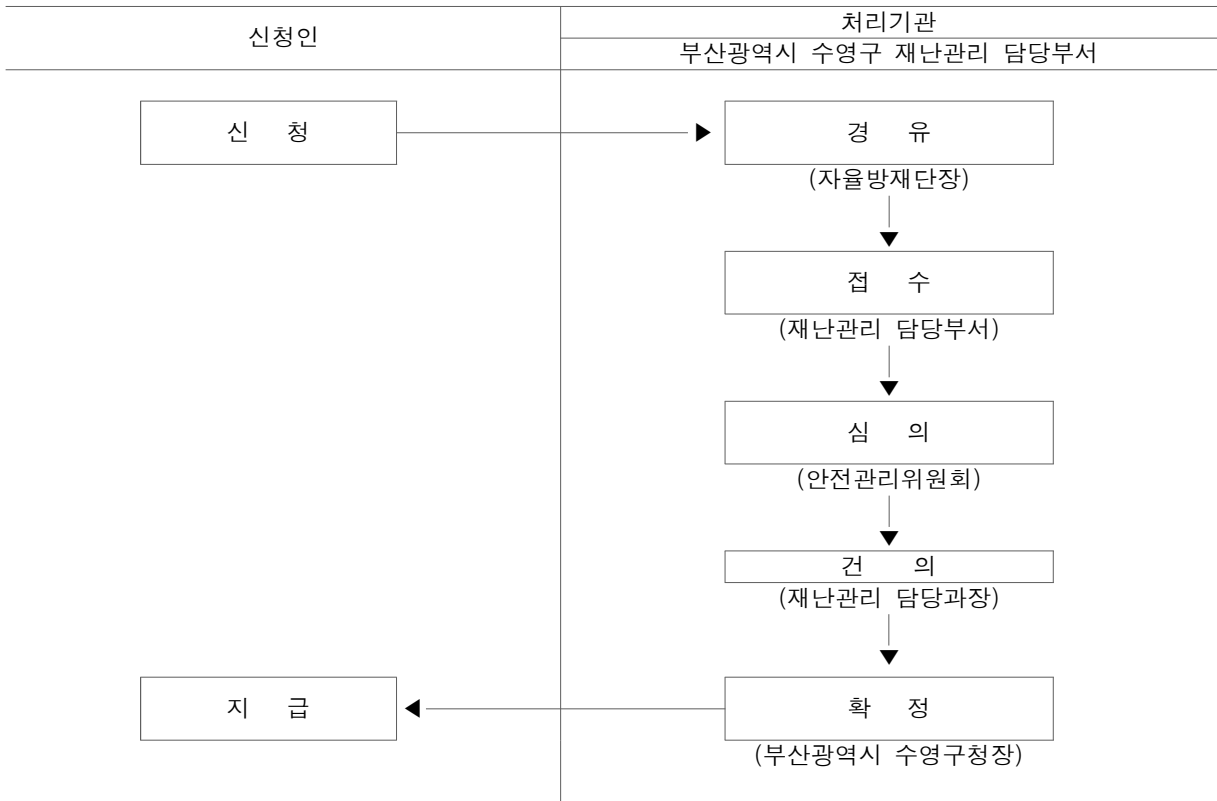 신청인
처리기관
부산광역시 수영구 재난관리 담당부서
신 청
경 유
(자율방재단장)
접 수
(재난관리 담당부서)
심 의
(안전관리위원회)
건 의
(재난관리 담당과장)
지 급
확 정
(부산광역시 수영구청장)